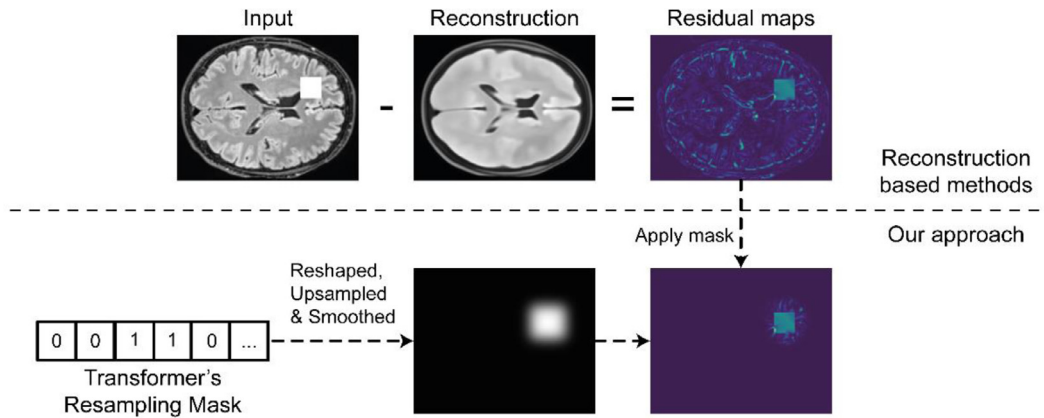 Input
Reconstruction
Residual maps
-
=
Reconstruction
based methods
Apply mask
Our approach
Reshaped,
Upsampled
& Smoothed
0 0 1 1 0 ...
Transformer's
Resampling Mask